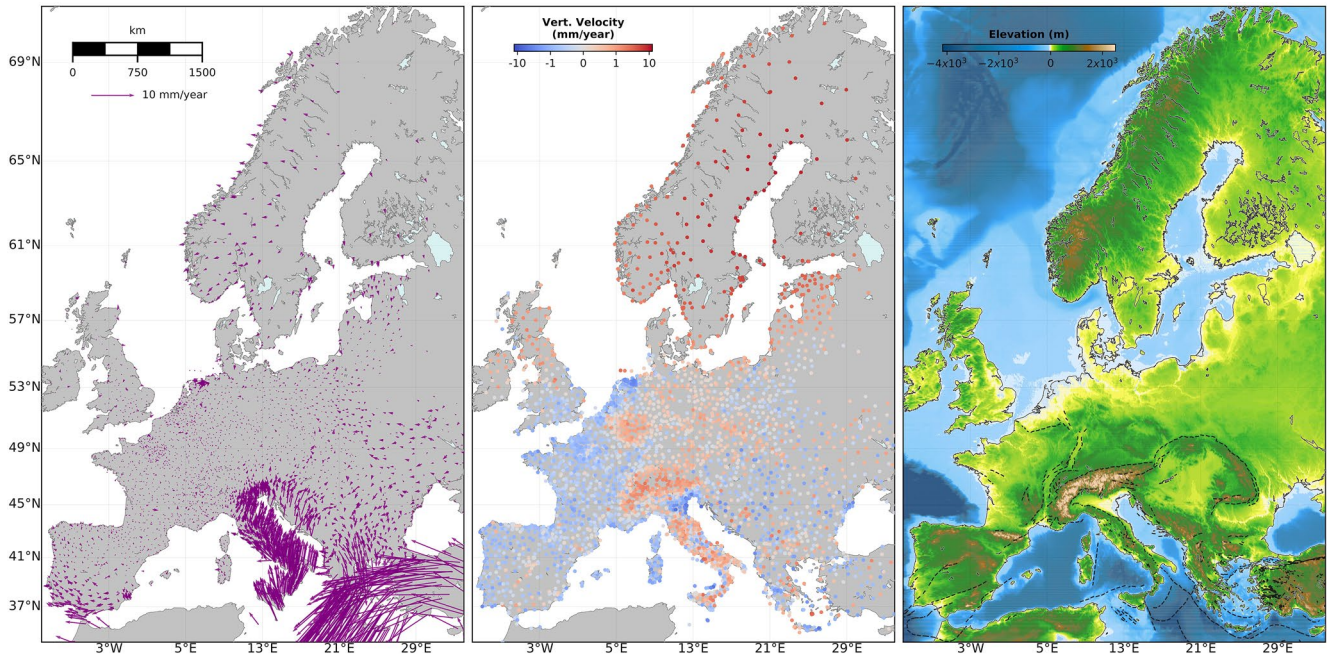 km
0 750 1500
10 mm/year
69°N
65°N
61°N
57°N
53°N
49°N
45°N
41°N
37°N
3°W 5°E 13°E 21°E 29°E
Vert. Velocity
(mm/year)
-10 -1 0 1 10
3°W 5°E 13°E 21°E 29°E
Elevation (m)
−4x10³ −2x10³ 0 2x10³
3°W 5°E 13°E 21°E 29°E